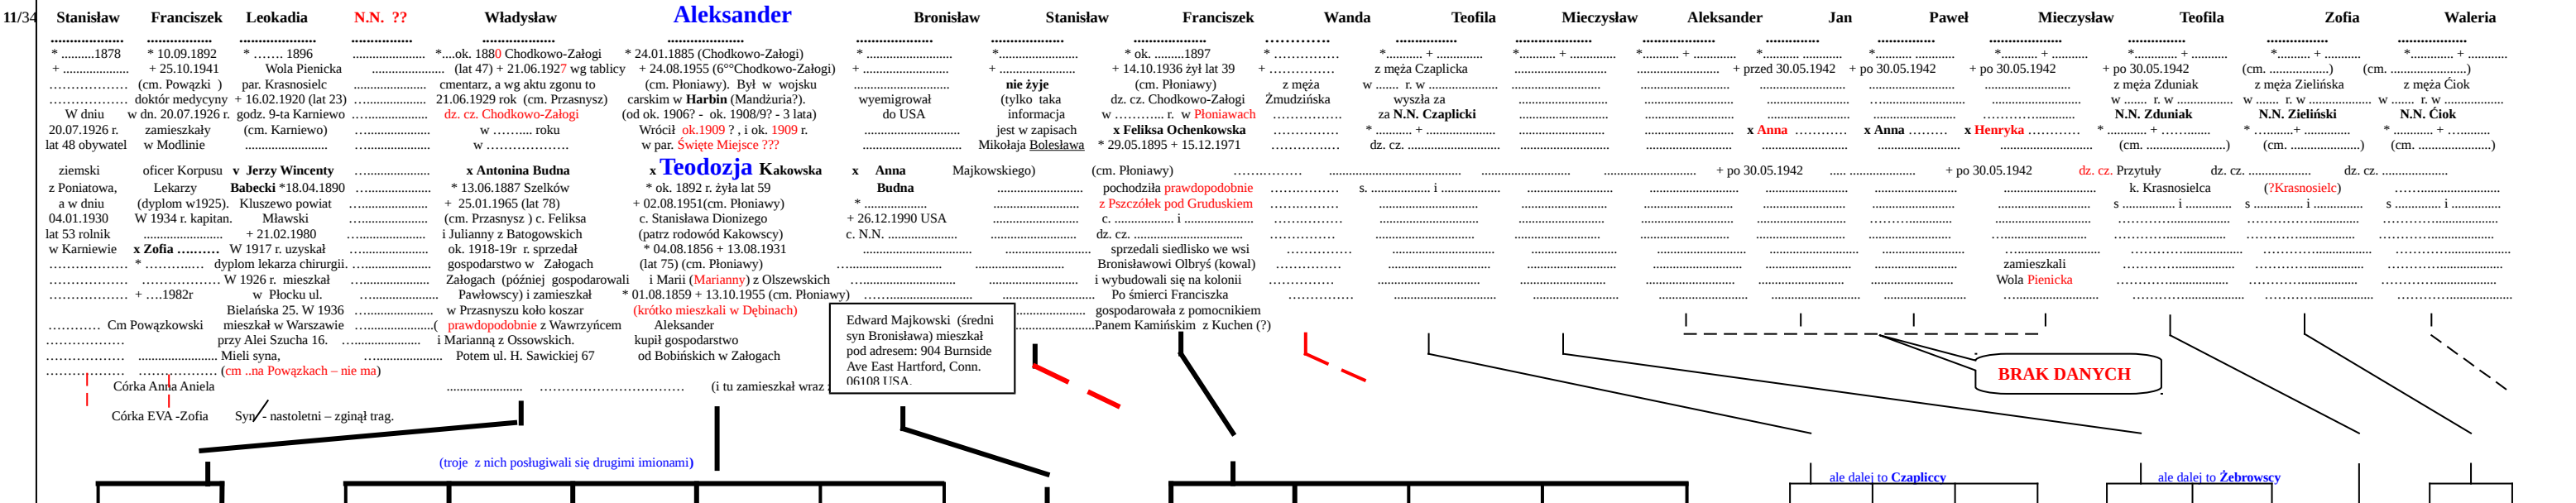 11/34 Stanisław Franciszek Leokadia N.N. ?? Władysław Aleksander Bronisław Stanisław Franciszek Wanda Teofila Mieczysław Aleksander Jan Paweł Mieczysław Teofila Zofia Waleria
* ..........1878 * 10.09.1892 * ……. 1896 *....ok. 1880 Chodkowo-Załogi * 24.01.1885 (Chodkowo-Załogi) *........................... *.......................... * ok. .........1897 * ………….. *.......... + ............ *.......... + ............ *.......... + ............ *.......... + ............ *.......... + ............ *.......... + ............ *.......... + ............ *.......... + ......... *.......... + ............
+ .................... + 25.10.1941 Wola Pienicka ...................... (lat 47) + 21.06.1927 wg tablicy + 24.08.1955 (6°°Chodkowo-Załogi) + .......................... + ....................... + 14.10.1936 żył lat 39 + ………….. z męża Czaplicka + przed 30.05.1942 + po 30.05.1942 + po 30.05.1942 + po 30.05.1942 (cm. .................) (cm. .......................)
(cm. Powązki ) par. Krasnosielc cmentarz, a wg aktu zgonu to (cm. Płoniawy). Był w wojsku nie żyje (cm. Płoniawy) z męża w ....... r. w ..................... z męża Zduniak z męża Zielińska z męża Ćiok
doktór medycyny + 16.02.1920 (lat 23) 21.06.1929 rok (cm. Przasnysz) carskim w Harbin (Mandżuria?). wyemigrował (tylko taka dz. cz. Chodkowo-Załogi Żmudzińska wyszła za w ..... r. w ............... w ..... r. w ............... w ..... r. w ...............
W dniu w dn. 20.07.1926 r. godz. 9-ta Karniewo dz. cz. Chodkowo-Załogi (od ok. 1906? - ok. 1908/9? - 3 lata) do USA informacja w ……..... r. w Płoniawach za N.N. Czaplicki N.N. Zduniak N.N. Zieliński N.N. Ćiok
20.07.1926 r. zamieszkały (cm. Karniewo) w .......... roku Wrócił ok.1909 ? , i ok. 1909 r. jest w zapisach x Feliksa Ochenkowska * .......... + ..................... x Anna ………... x Anna ……… x Henryka ………... * ............ + ............... * ......... + ............ * ............ + ............
lat 48 obywatel w Modlinie w ……………… w par. Święte Miejsce ??? Mikołaja Bolesława * 29.05.1895 + 15.12.1971 dz. cz. ............................ (cm. .........................) (cm. ......................) (cm. ......................)
ziemski oficer Korpusu v Jerzy Wincenty x Antonina Budna x Teodozja Kakowska x Anna Majkowskiego) (cm. Płoniawy) + po 30.05.1942 + po 30.05.1942 dz. cz. Przytuły dz. cz. ........................ dz. cz. ........................
z Poniatowa, Lekarzy Babecki *18.04.1890 * 13.06.1887 Szelków * ok. 1892 r. żyła lat 59 Budna pochodziła prawdopodobnie s. ..................... i .................. k. Krasnosielca (?Krasnosielc)
a w dniu (dyplom w1925). Kluszewo powiat + 25.01.1965 (lat 78) + 02.08.1951(cm. Płoniawy) * .......................... z Pszczółek pod Gruduskiem s ................. i .............. s ............. i .............. s ............. i ..............
04.01.1930 W 1934 r. kapitan. Mławski (cm. Przasnysz ) c. Feliksa c. Stanisława Dionizego + 26.12.1990 USA c. ..................... i ..................
lat 53 rolnik + 21.02.1980 i Julianny z Batogowskich (patrz rodowód Kakowscy) c. N.N. dz. cz. ..............................
w Karniewie x Zofia ….…… W 1917 r. uzyskał ok. 1918-19r r. sprzedał * 04.08.1856 + 13.08.1931 sprzedali siedlisko we wsi
* …….….… dyplom lekarza chirurgii. gospodarstwo w Załogach (lat 75) (cm. Płoniawy) Bronisławowi Olbryś (kowal) zamieszkali
W 1926 r. mieszkał Załogach (później gospodarowali i Marii (Marianny) z Olszewskich i wybudowali się na kolonii Wola Pienicka
+ ….1982r w Płocku ul. Pawłowscy) i zamieszkał * 01.08.1859 + 13.10.1955 (cm. Płoniawy) Po śmierci Franciszka
Bielańska 25. W 1936 w Przasnyszu koło koszar (krótko mieszkali w Dębinach) gospodarowała z pomocnikiem
………… Cm Powązkowski mieszkał w Warszawie ( prawdopodobnie z Wawrzyńcem Aleksander Panem Kamińskim z Kuchen (?)
przy Alei Szucha 16. i Marianną z Ossowskich. kupił gospodarstwo
Mieli syna, Potem ul. H. Sawickiej 67 od Bobińskich w Załogach
(cm ..na Powązkach – nie ma)
Córka Anna Aniela (i tu zamieszkał wraz
Córka EVA -Zofia Syn - nastoletni – zginął trag.
Edward Majkowski (średni
syn Bronisława) mieszkał
pod adresem: 904 Burnside
Ave East Hartford, Conn.
06108 USA.
BRAK DANYCH
(troje z nich posługiwali się drugimi imionami) ale dalej to Czapliccy ale dalej to Żebrowscy